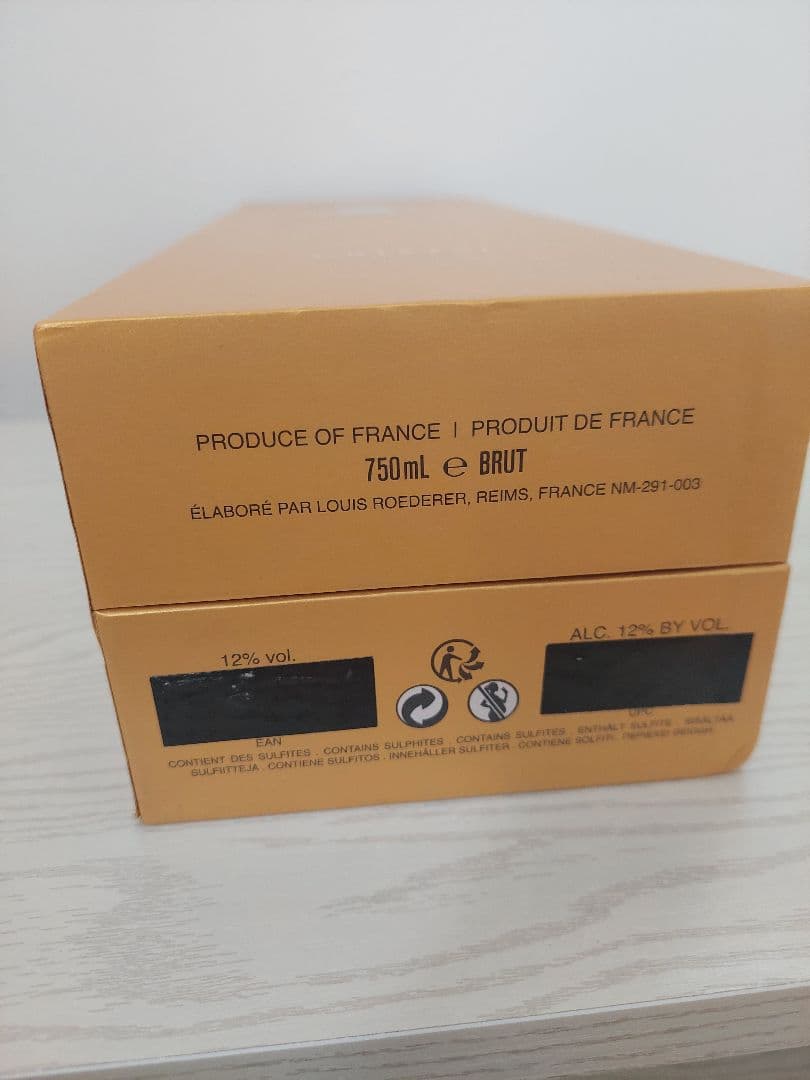 PRODUCE OF FRANCE | PRODUIT DE FRANCE
750mL ℮ BRUT
ÉLABORÉ PAR LOUIS ROEDERER, REIMS, FRANCE NM-291-003
12% vol.
ALC. 12% BY VOL.
EAN
UPC
CONTIENT DES SULFITES . CONTAINS SULPHITES CONTAINS SULFITES ENTHÄLT SULFITE
SULFIITTEJA . CONTIENE SULFITOS . INNEHÅLLER SULFITER . CONTIENE SOLFITI.